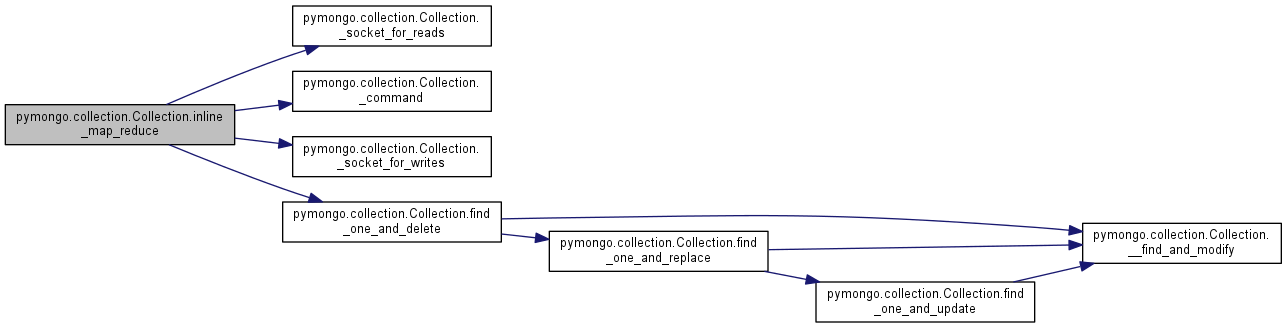 pymongo.collection.Collection.
_socket_for_reads
pymongo.collection.Collection.
_command
pymongo.collection.Collection.inline
_map_reduce
pymongo.collection.Collection.
_socket_for_writes
pymongo.collection.Collection.find
_one_and_delete
pymongo.collection.Collection.find
_one_and_replace
pymongo.collection.Collection.
__find_and_modify
pymongo.collection.Collection.find
_one_and_update